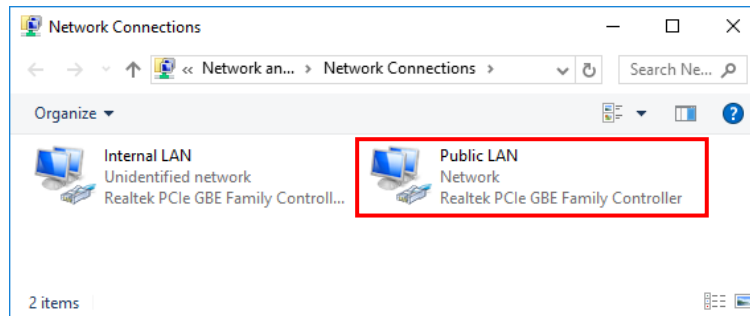 Network Connections
« Network an... > Network Connections >
Search Ne...
Organize
Internal LAN
Unidentified network
Realtek PCIe GBE Family Controll...
Public LAN
Network
Realtek PCIe GBE Family Controller
2 items